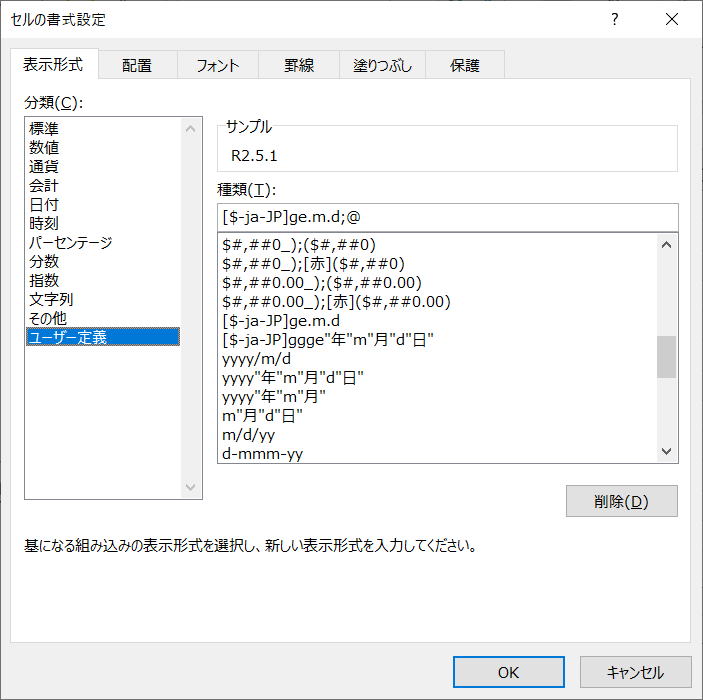 セルの書式設定
?
表示形式
配置
フォント
罫線
塗りつぶし
保護
分類(C):
標準
数値
通貨
会計
日付
時刻
パーセンテージ
分数
指数
文字列
その他
ユーザー定義
サンプル
R2.5.1
種類(T):
[$-ja-JP]ge.m.d;@
$#,##0_);($#,##0)
$#,##0_);[赤]($#,##0)
$#,##0.00_);($#,##0.00)
$#,##0.00_);[赤]($#,##0.00)
[$-ja-JP]ge.m.d
[$-ja-JP]ggge"年"m"月"d"日"
yyyy/m/d
yyyy"年"m"月"d"日"
yyyy"年"m"月"
m"月"d"日"
m/d/yy
d-mmm-yy
削除(D)
基になる組み込みの表示形式を選択し、新しい表示形式を入力してください。
OK
キャンセル